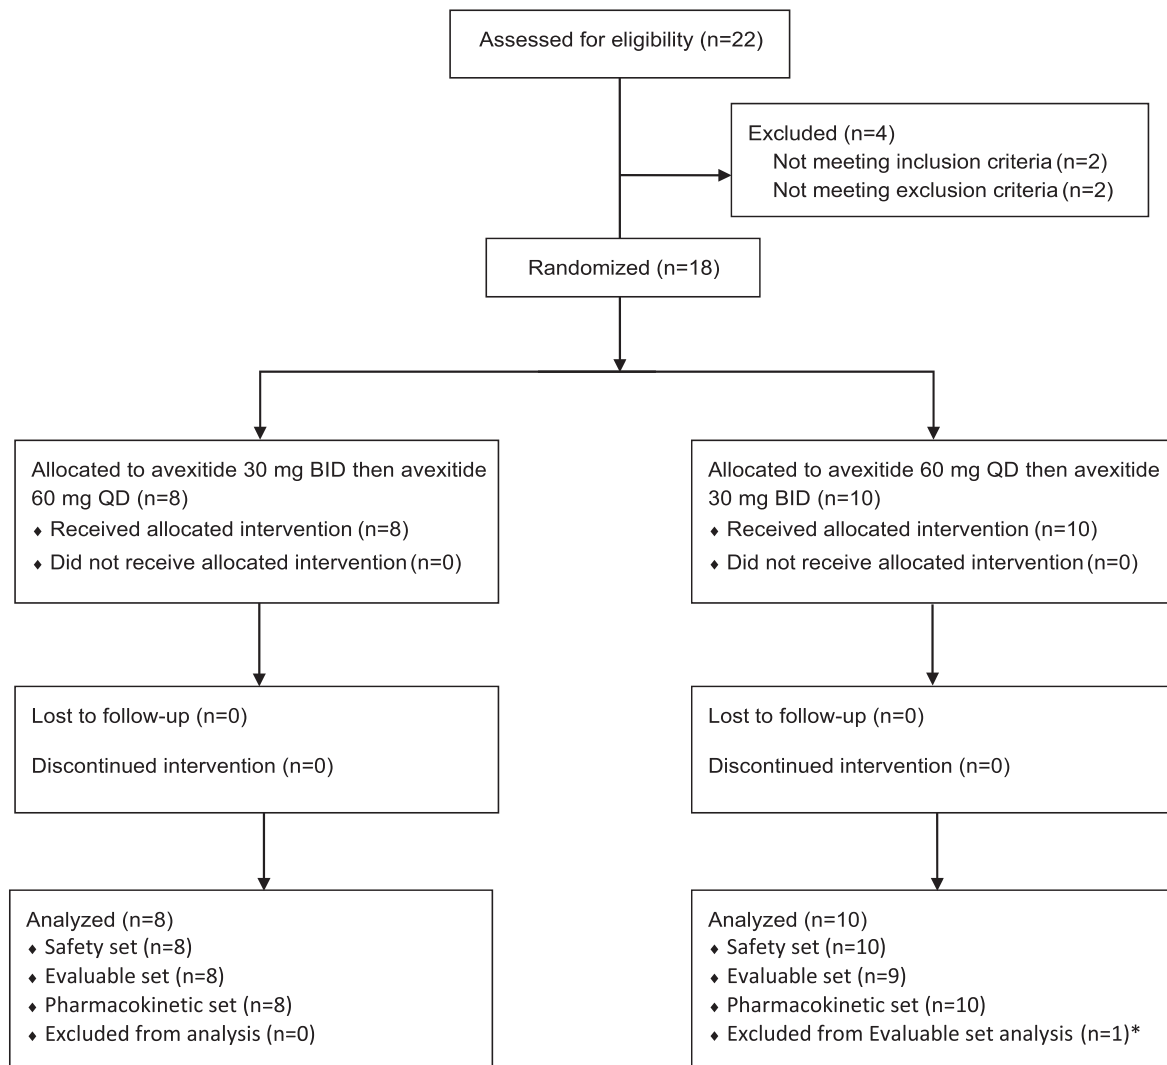 Assessed for eligibility (n=22)
Excluded (n=4)
Not meeting inclusion criteria (n=2)
Not meeting exclusion criteria (n=2)
Randomized (n=18)
Allocated to avexitide 30 mg BID then avexitide
60 mg QD (n=8)
♦ Received allocated intervention (n=8)
♦ Did not receive allocated intervention (n=0)
Allocated to avexitide 60 mg QD then avexitide
30 mg BID (n=10)
♦ Received allocated intervention (n=10)
♦ Did not receive allocated intervention (n=0)
Lost to follow-up (n=0)
Discontinued intervention (n=0)
Lost to follow-up (n=0)
Discontinued intervention (n=0)
Analyzed (n=8)
♦ Safety set (n=8)
♦ Evaluable set (n=8)
♦ Pharmacokinetic set (n=8)
♦ Excluded from analysis (n=0)
Analyzed (n=10)
♦ Safety set (n=10)
♦ Evaluable set (n=9)
♦ Pharmacokinetic set (n=10)
♦ Excluded from Evaluable set analysis (n=1)*